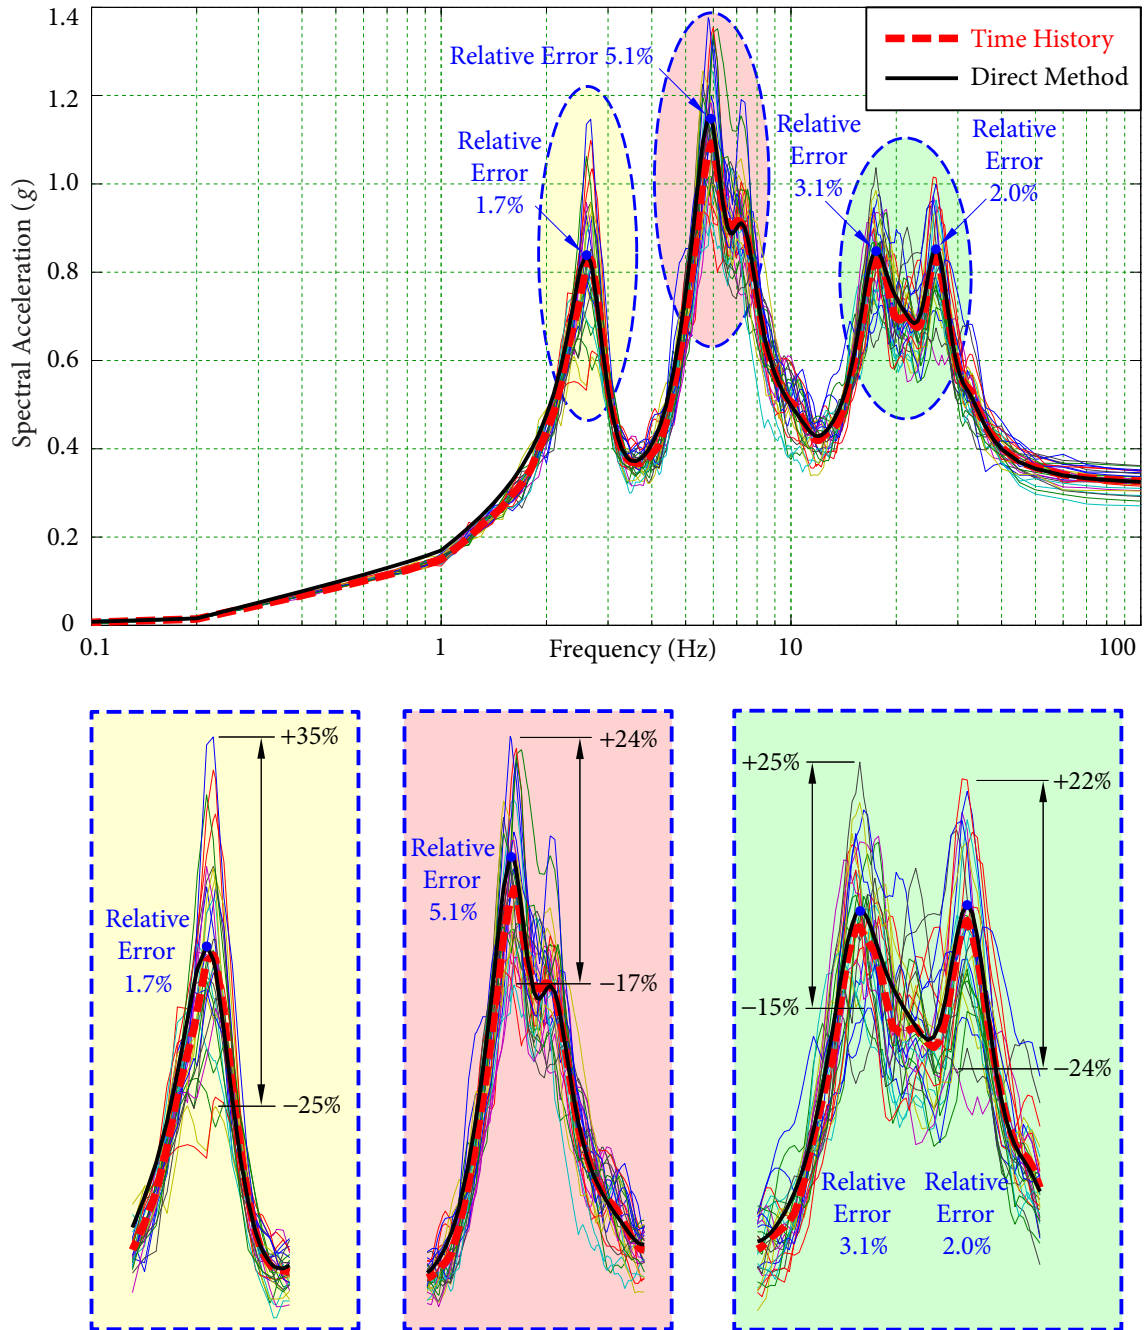 1.4
1.2
1.0
0.8
0.6
0.4
0.2
0
Spectral Acceleration (g)
0.1
1
10
100
Frequency (Hz)
Time History
Direct Method
Relative Error 5.1%
Relative
Error
1.7%
Relative
Error
3.1%
Relative
Error
2.0%
+35%
Relative
Error
1.7%
−25%
+24%
Relative
Error
5.1%
−17%
+25%
+22%
−15%
−24%
Relative
Error
3.1%
Relative
Error
2.0%